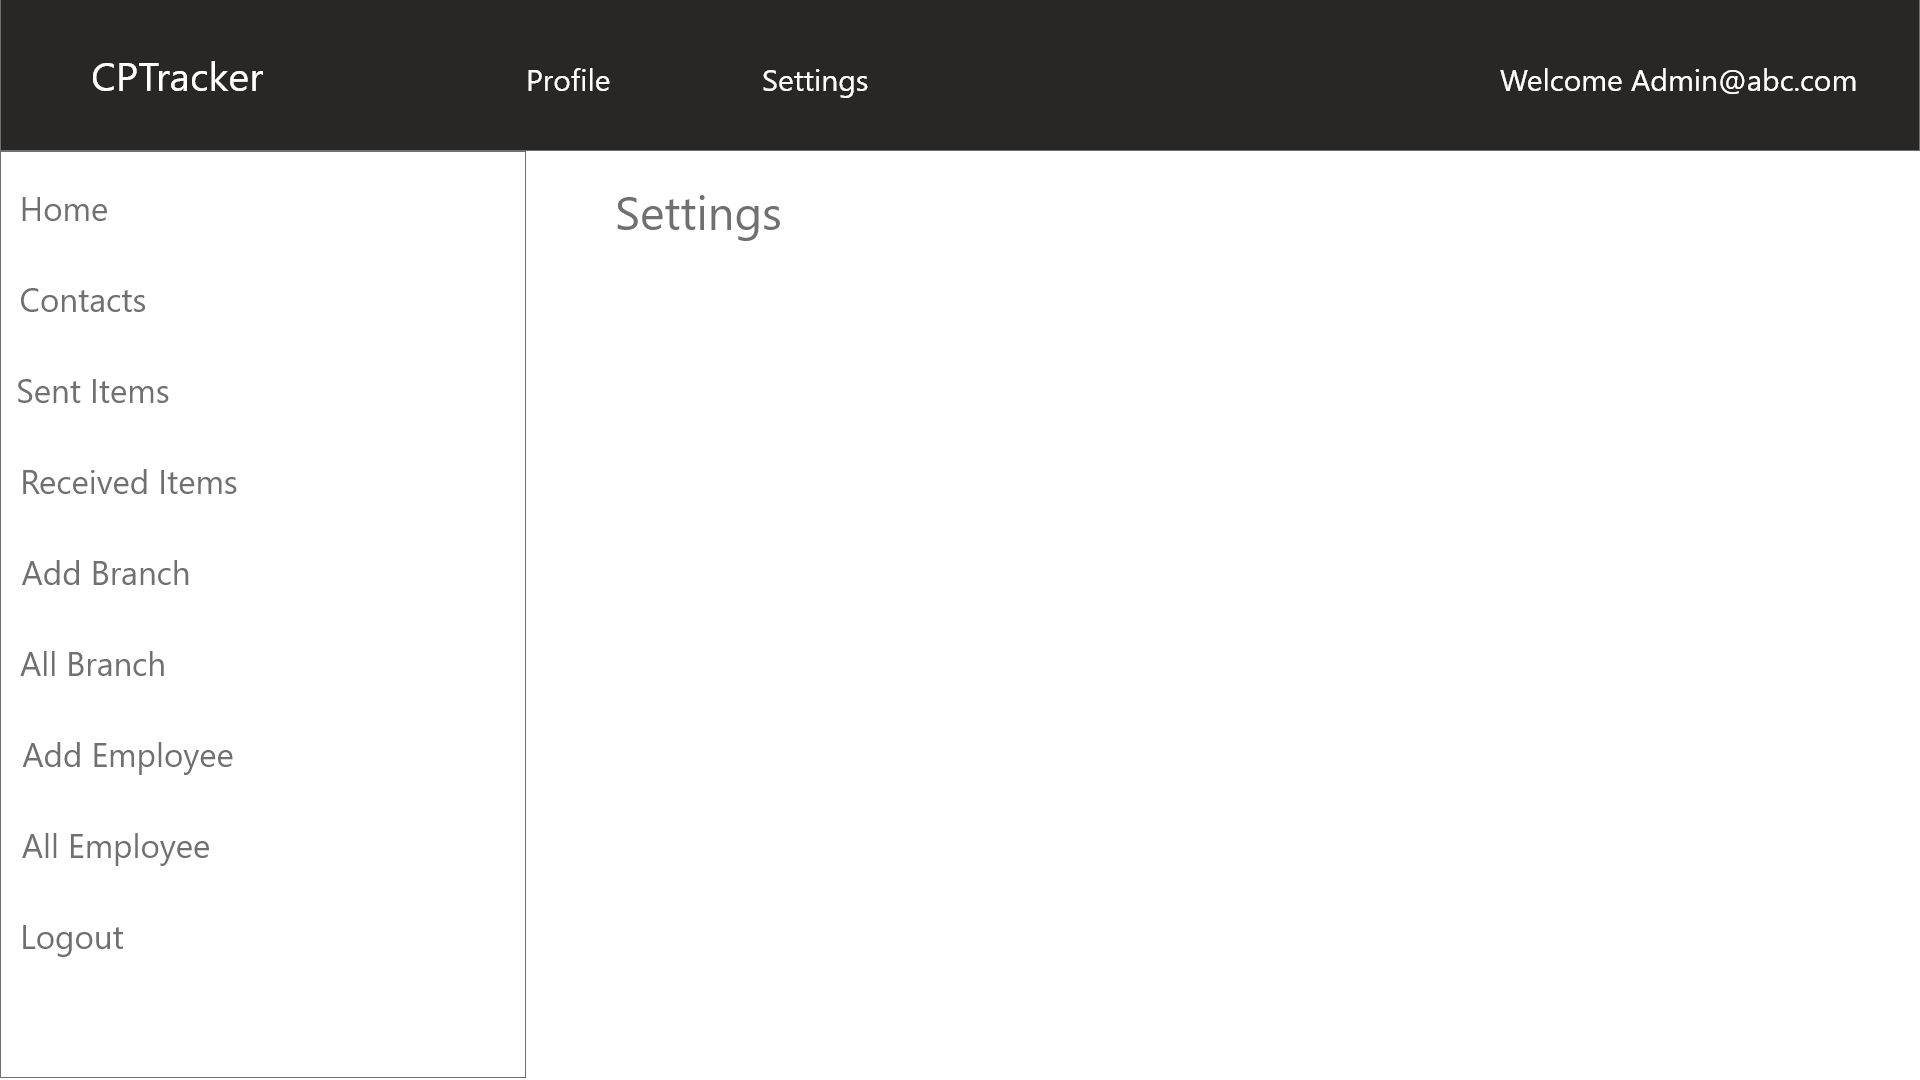 CPTracker Profile Settings Welcome Admin@abc.com
Home
Contacts
Sent Items
Received Items
Add Branch
All Branch
Add Employee
All Employee
Logout
Settings